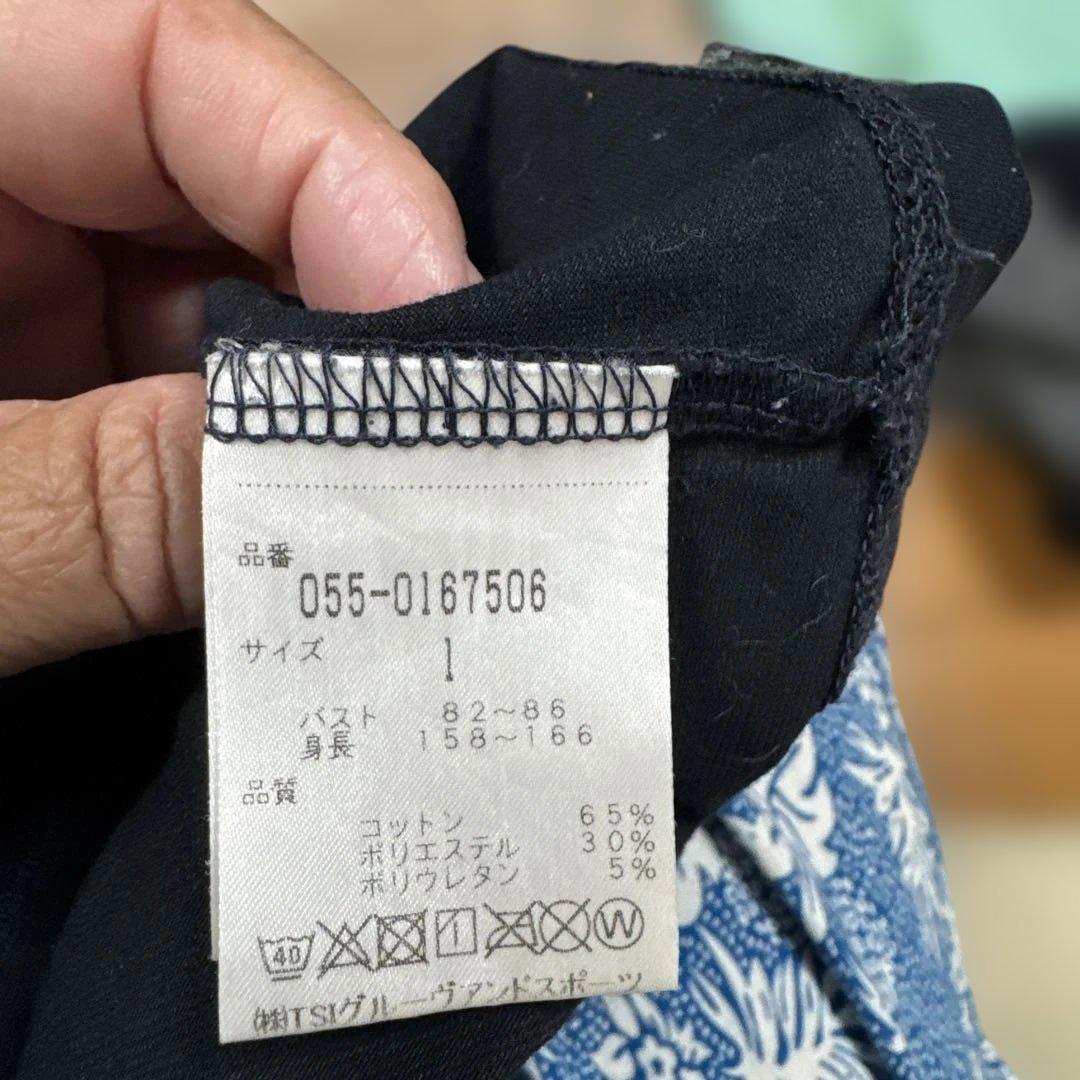 品番
055-0167506
サイズ 1
バスト 82～86
身長 158～166
品質
コットン 65%
ポリエステル 30%
ポリウレタン 5%
40 W
㈱TSIグルーヴアンドスポーツ